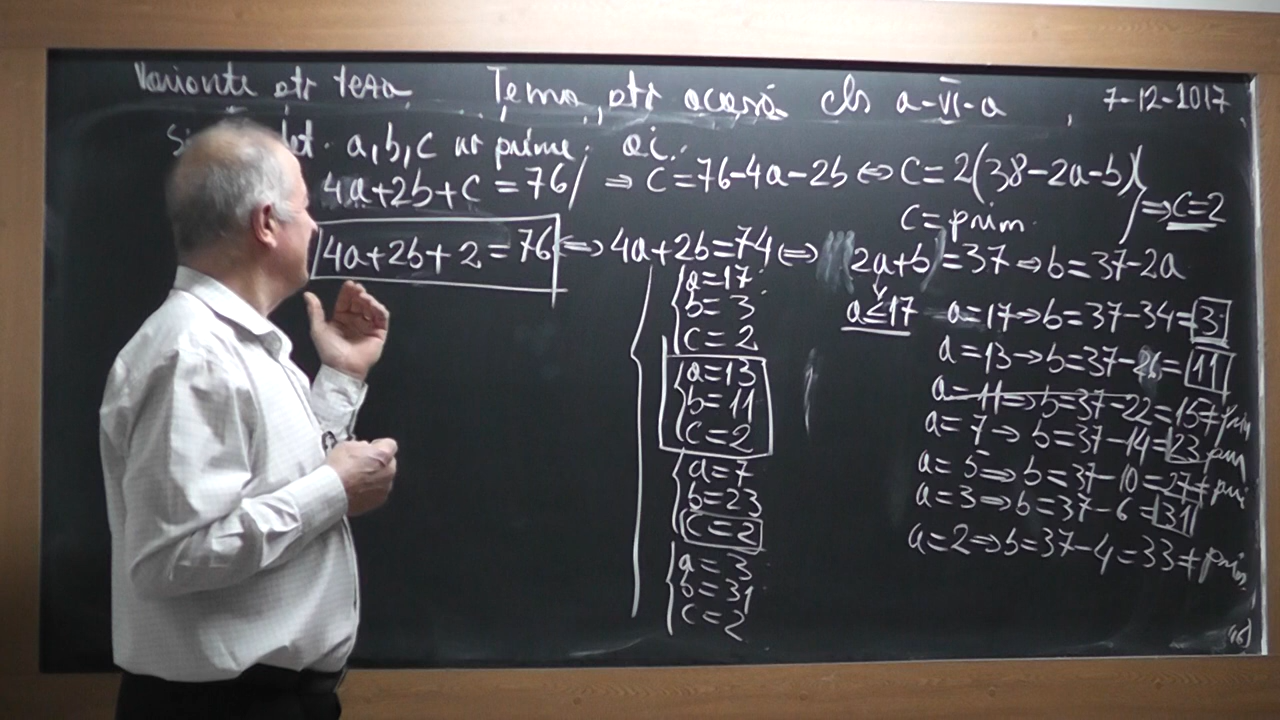 Variante ptr teza Tema ptr acasă cls a-VI-a, 7-12-2017
det. a,b,c nr prime. ai.
4a+2b+c=76/ ⇒ c=76-4a-2b ⇔ c=2(38-2a-b)
c=prim.
⇒ c=2
4a+2b+2=76 ⇔ 4a+2b=74 ⇔ 2a+b=37 ⇒ b=37-2a
a=17
b=3
c=2
a=13
b=11
c=2
a=7
b=23
c=2
a=3
b=31
c=2
a≤17
a=17⇒b=37-34=3
a=13→b=37-26=11
a=11⇒b=37-22=15≠prim
a=7→b=37-14=23 prim
a=5⇒b=37-10=27≠prim
a=3⇒b=37-6=31
a=2⇒b=37-4=33≠prim